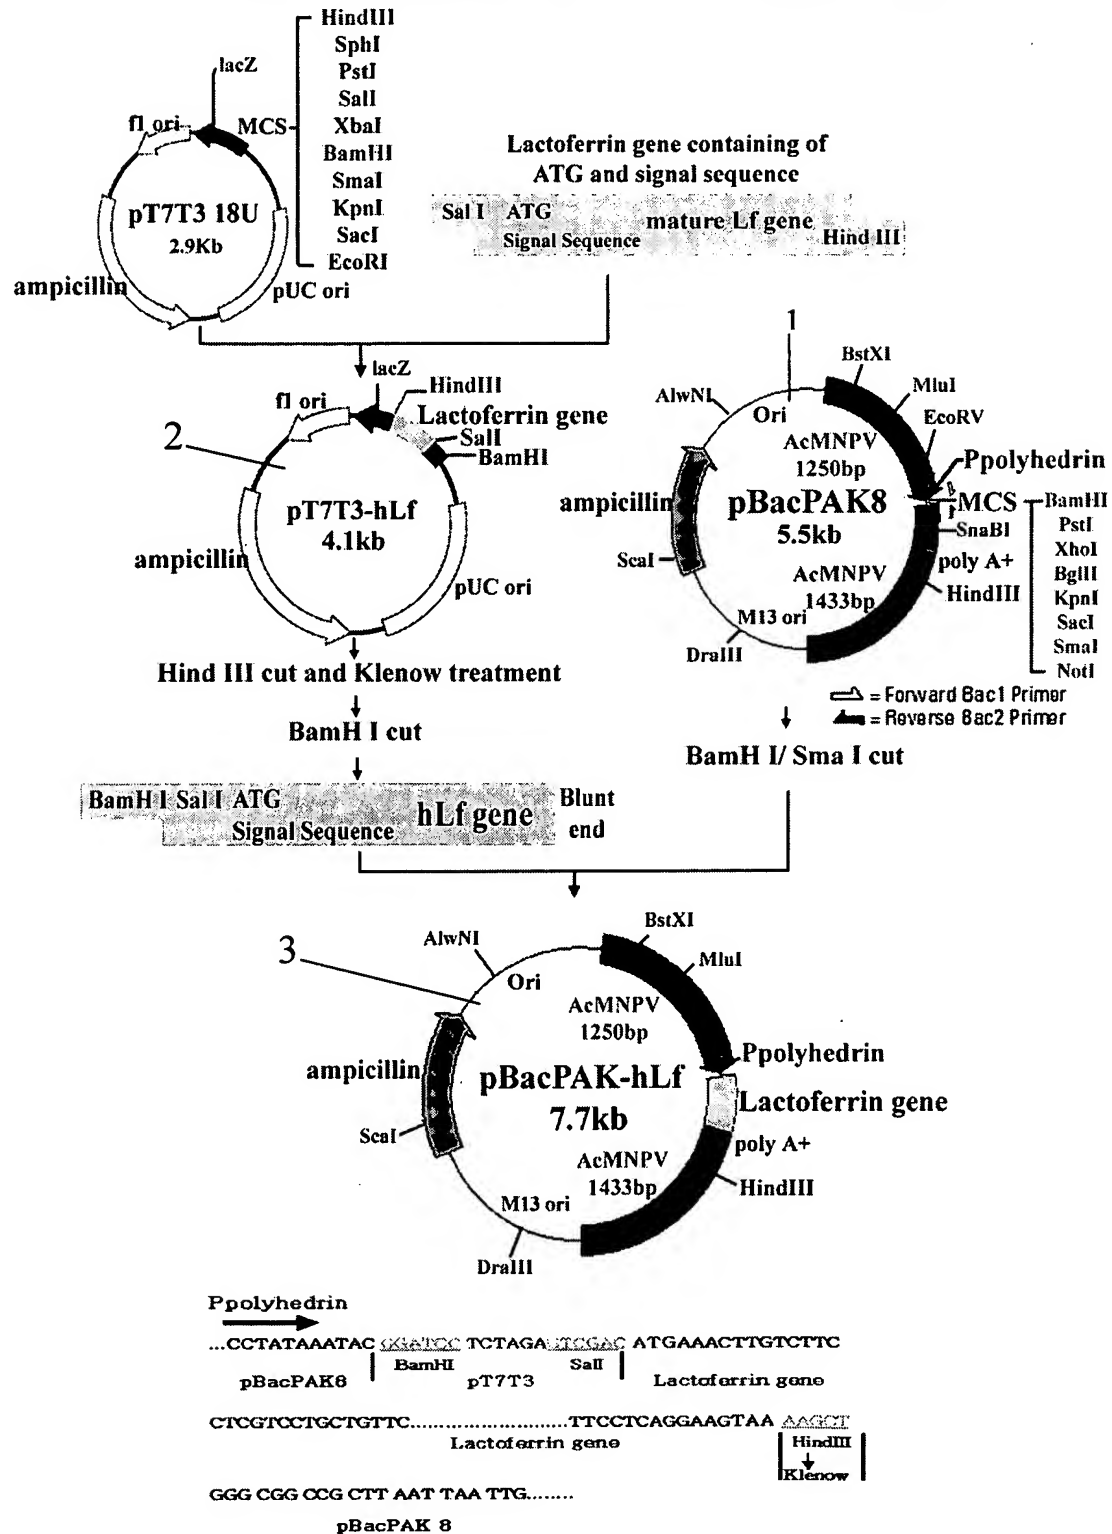 HindIII
SphI
PstI
SalI
XbaI
BamHI
SmaI
KpnI
SacI
EcoRI
lacZ
f1 ori
MCS
pT7T3 18U
2.9Kb
ampicillin
pUC ori
Lactoferrin gene containing of
ATG and signal sequence
Sal I ATG
Signal Sequence
mature Lf gene
Hind III
lacZ
HindIII
f1 ori
Lactoferrin gene
SalI
BamHI
2
pT7T3-hLf
4.1kb
ampicillin
pUC ori
Hind III cut and Klenow treatment
BamH I cut
1
BstXI
AlwNI
MluI
Ori
EcoRV
AcMNPV
1250bp
Ppolyhedrin
ampicillin
pBacPAK8
5.5kb
MCS
SnaBI
BamHI
PstI
XhoI
BglII
KpnI
SacI
SmaI
NotI
poly A+
ScaI
AcMNPV
1433bp
HindIII
M13 ori
DraIII
= Forward Bac1 Primer
= Reverse Bac2 Primer
BamH I/ Sma I cut
BamH I Sal I ATG
Signal Sequence
hLf gene
Blunt
end
3
BstXI
AlwNI
MluI
Ori
AcMNPV
1250bp
Ppolyhedrin
ampicillin
pBacPAK-hLf
7.7kb
Lactoferrin gene
poly A+
ScaI
AcMNPV
1433bp
HindIII
M13 ori
DraIII
Ppolyhedrin
...CCTATAAATAC GGATCC TCTAGA GTCGAC ATGAAACTTGTCTTC
BamHI SalI
pBacPAK8 pT7T3 Lactoferrin gene
CTCGTCCTGCTGTTC.......................TTCCTCAGGAAGTAA AAGCT
Lactoferrin gene
HindIII
Klenow
GGG CGG CCG CTT AAT TAA TTG........
pBacPAK 8